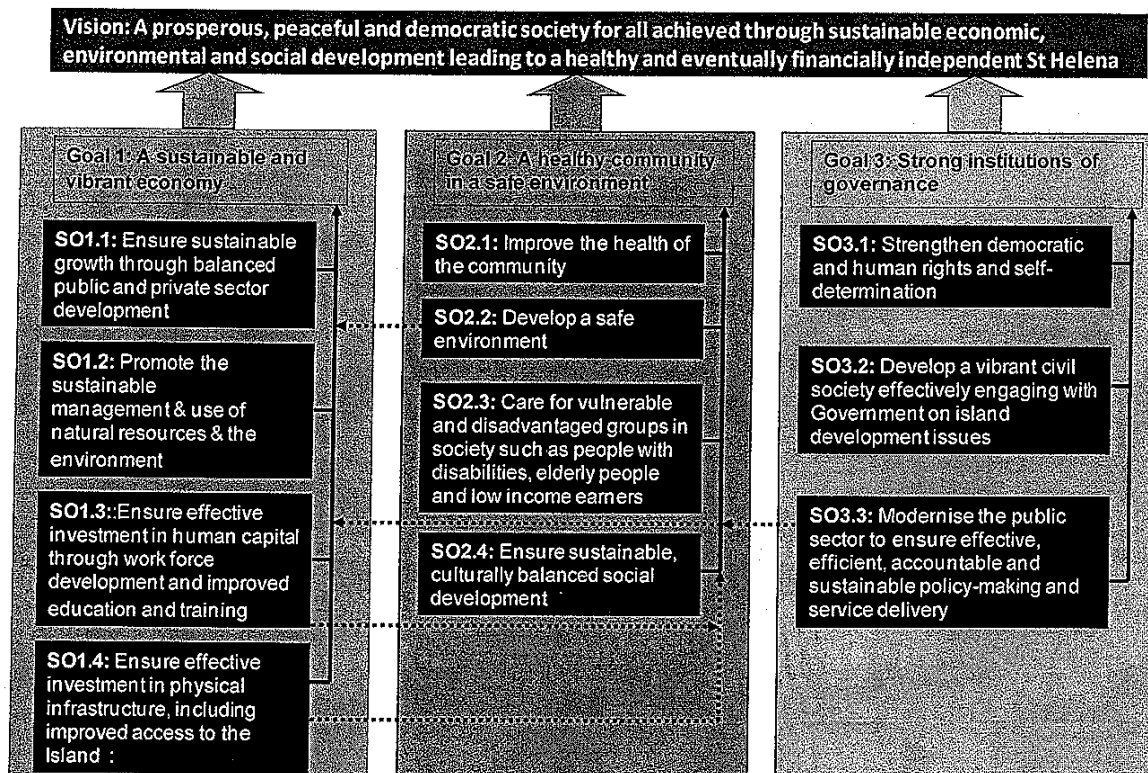 Vision: A prosperous, peaceful and democratic society for all achieved through sustainable economic,
environmental and social development leading to a healthy and eventually financially independent St Helena
Goal 1: A sustainable and
vibrant economy
SO1.1: Ensure sustainable
growth through balanced
public and private sector
development
SO1.2: Promote the
sustainable
management & use of
natural resources & the
environment
SO1.3::Ensure effective
investment in human capital
through work force
development and improved
education and training
SO1.4: Ensure effective
investment in physical
infrastructure, including
improved access to the
Island :
Goal 2: A healthy community
in a safe environment
SO2.1: Improve the health of
the community
SO2.2: Develop a safe
environment
SO2.3: Care for vulnerable
and disadvantaged groups in
society such as people with
disabilities, elderly people
and low income earners
SO2.4: Ensure sustainable,
culturally balanced social
development
Goal 3: Strong institutions of
governance
SO3.1: Strengthen democratic
and human rights and self-
determination
SO3.2: Develop a vibrant civil
society effectively engaging with
Government on island
development issues
SO3.3: Modernise the public
sector to ensure effective,
efficient, accountable and
sustainable policy-making and
service delivery